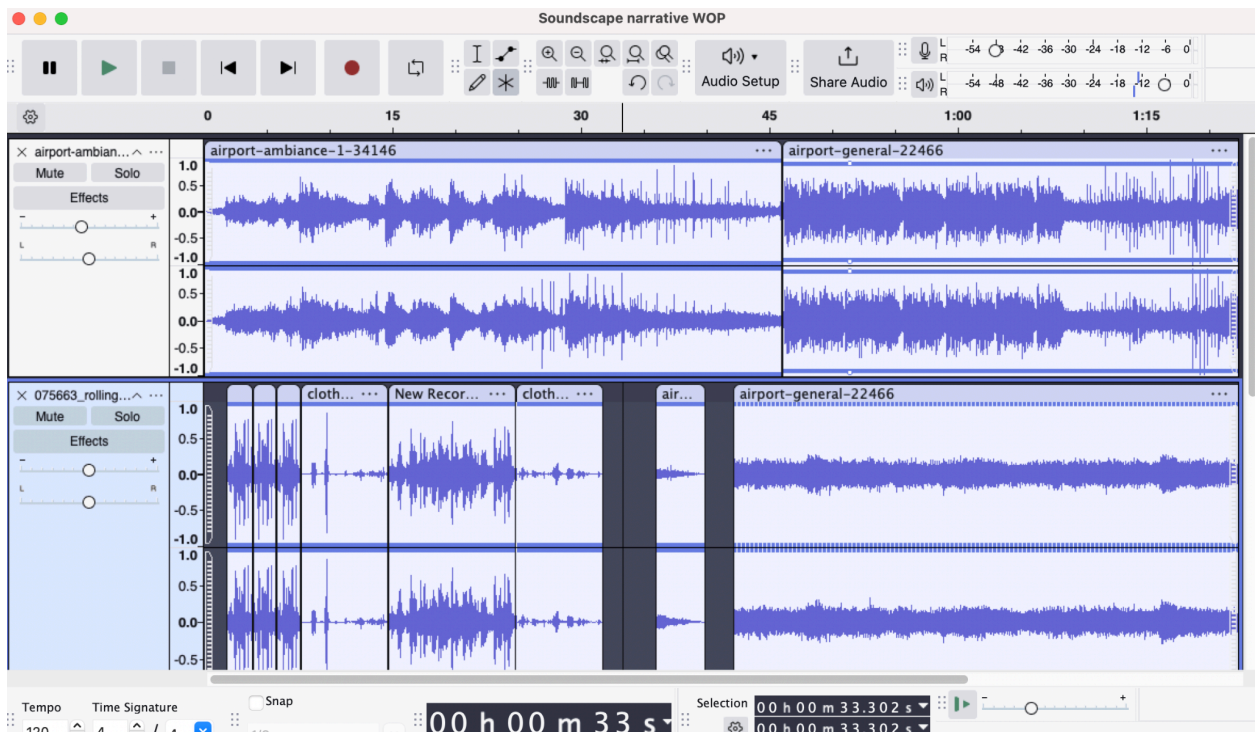 Soundscape narrative WOP
Audio Setup
Share Audio
L
R
-54 -42 -36 -30 -24 -18 -12 -6 0
L
R
-54 -48 -42 -36 -30 -24 -18 -12 0
0 15 30 45 1:00 1:15
airport-ambian... ...
Mute Solo
Effects
- +
L R
airport-ambiance-1-34146 ...
airport-general-22466 ...
1.0
0.5
0.0
-0.5
-1.0
1.0
0.5
0.0
-0.5
-1.0
075663_rolling... ...
Mute Solo
Effects
- +
L R
cloth... ...
New Recor... ...
cloth... ...
air...
airport-general-22466 ...
1.0
0.5
0.0
-0.5
-1.0
1.0
0.5
0.0
-0.5
Tempo
Time Signature
Snap
00 h 00 m 33 s
Selection
00 h 00 m 33.302 s
00 h 00 m 33.302 s
- +